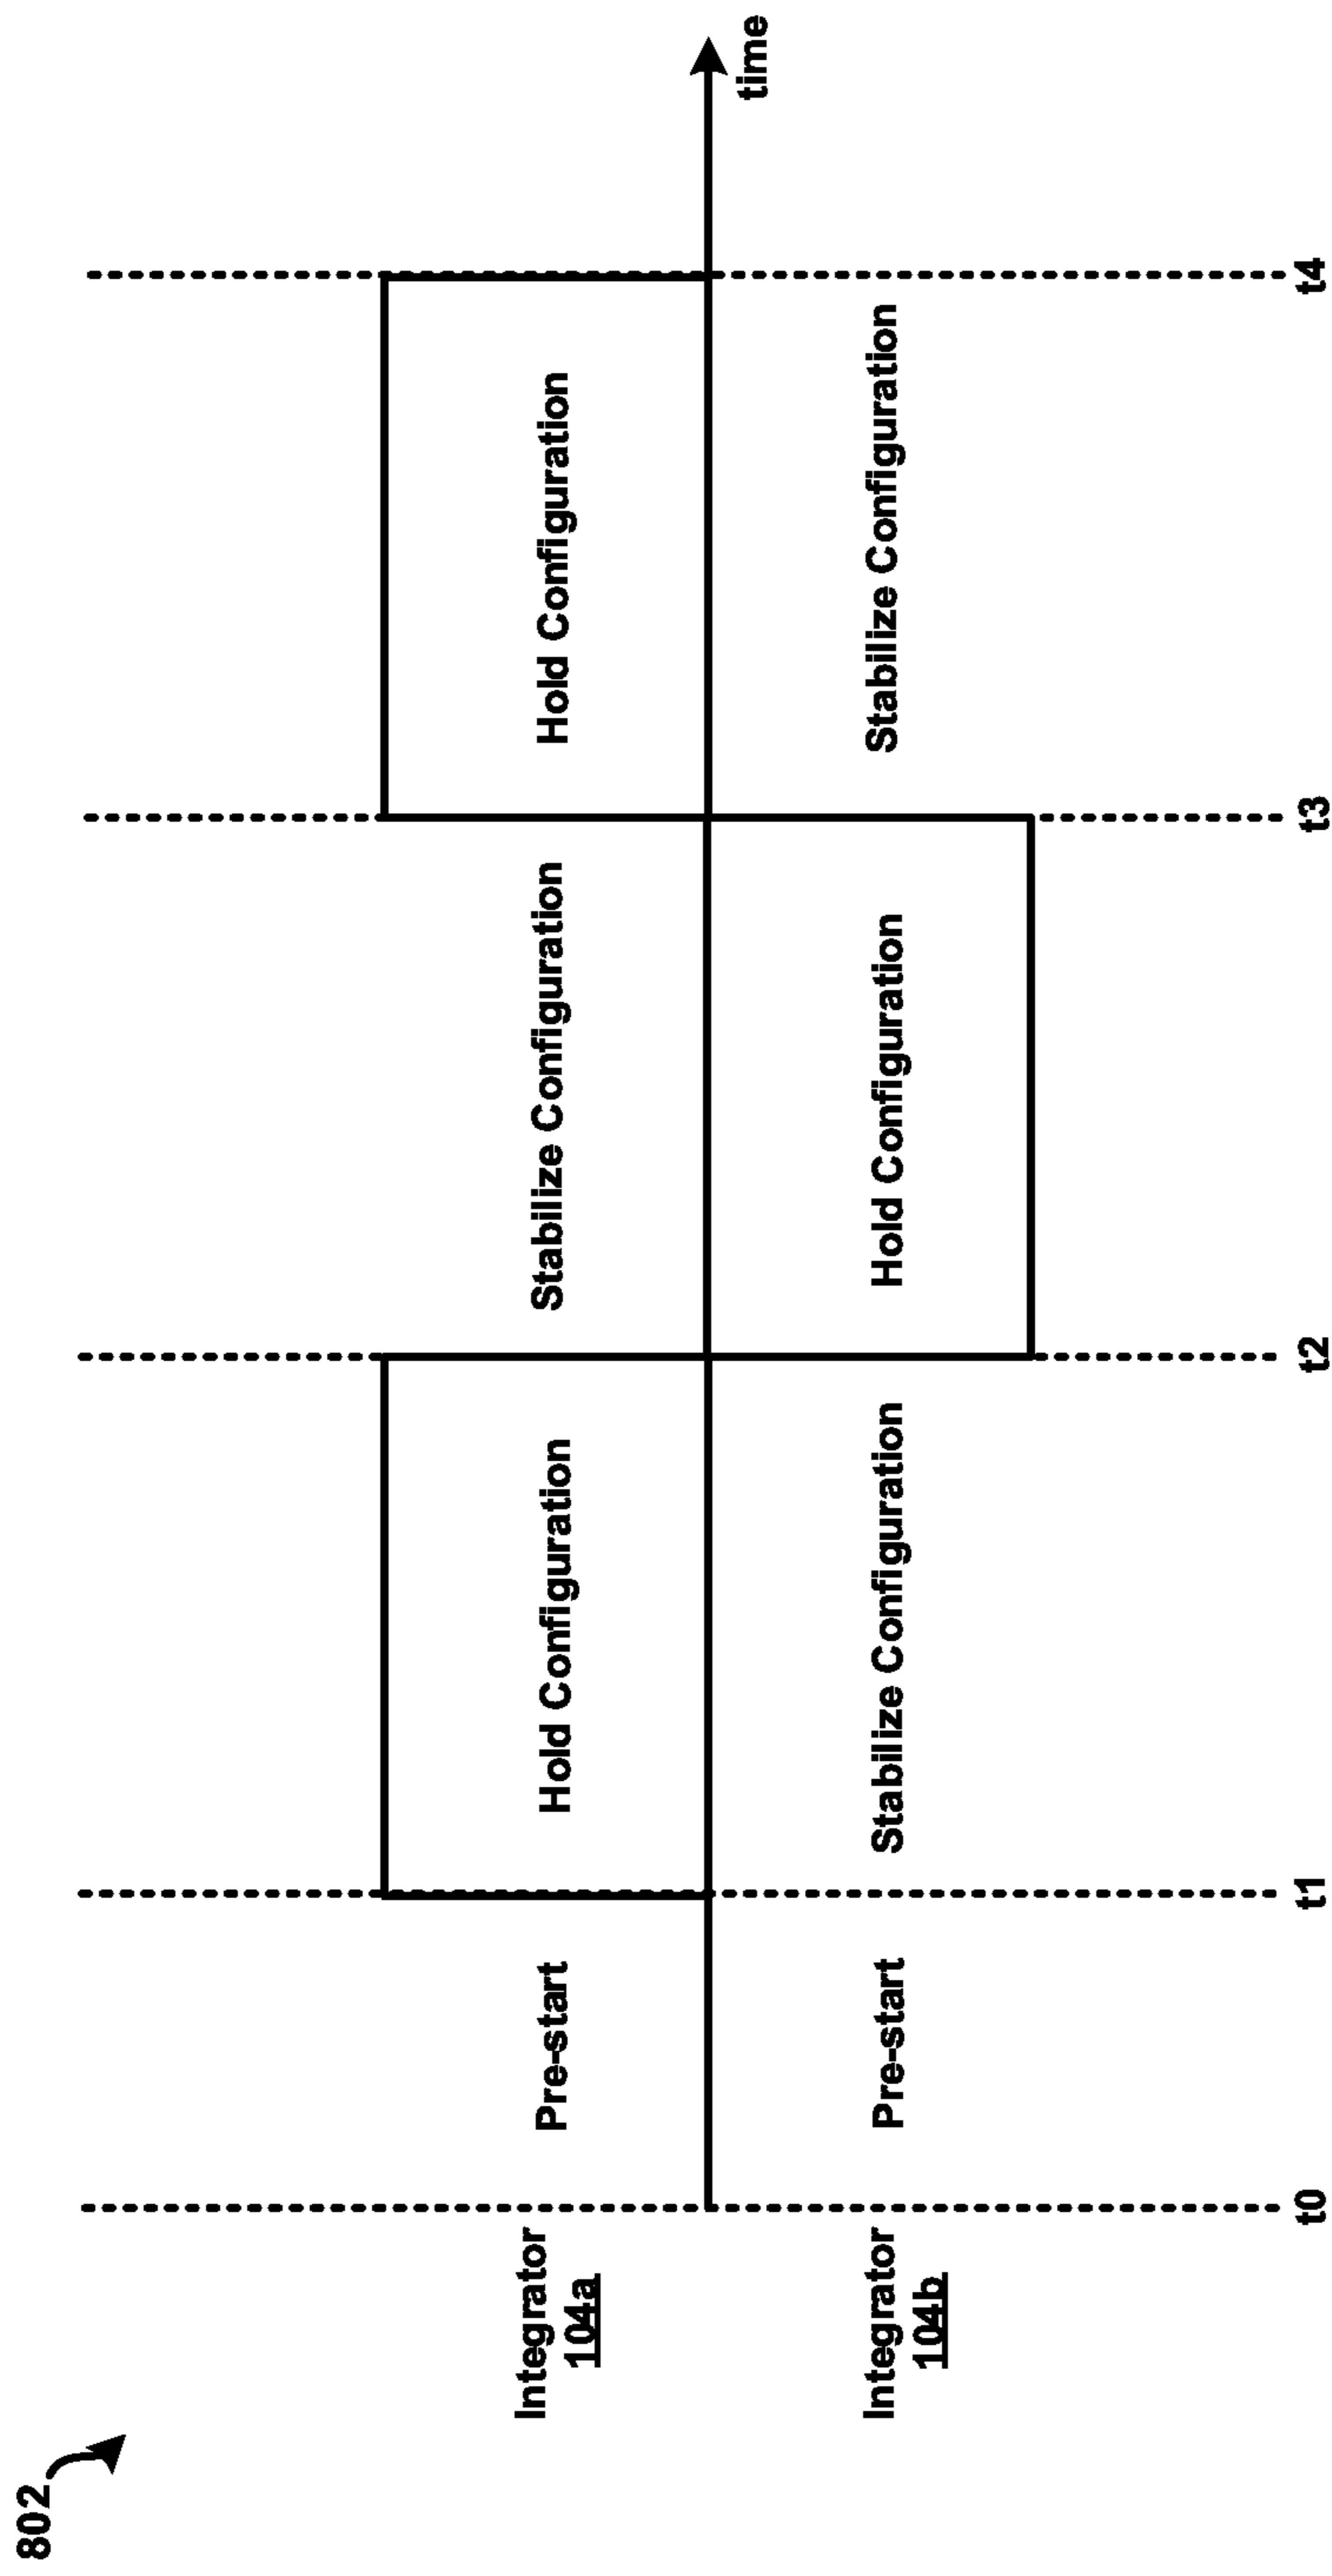 802
Integrator
104a
Pre-start
Hold Configuration
Stabilize Configuration
Hold Configuration
time
Integrator
104b
Pre-start
Stabilize Configuration
Hold Configuration
Stabilize Configuration
t0
t1
t2
t3
t4